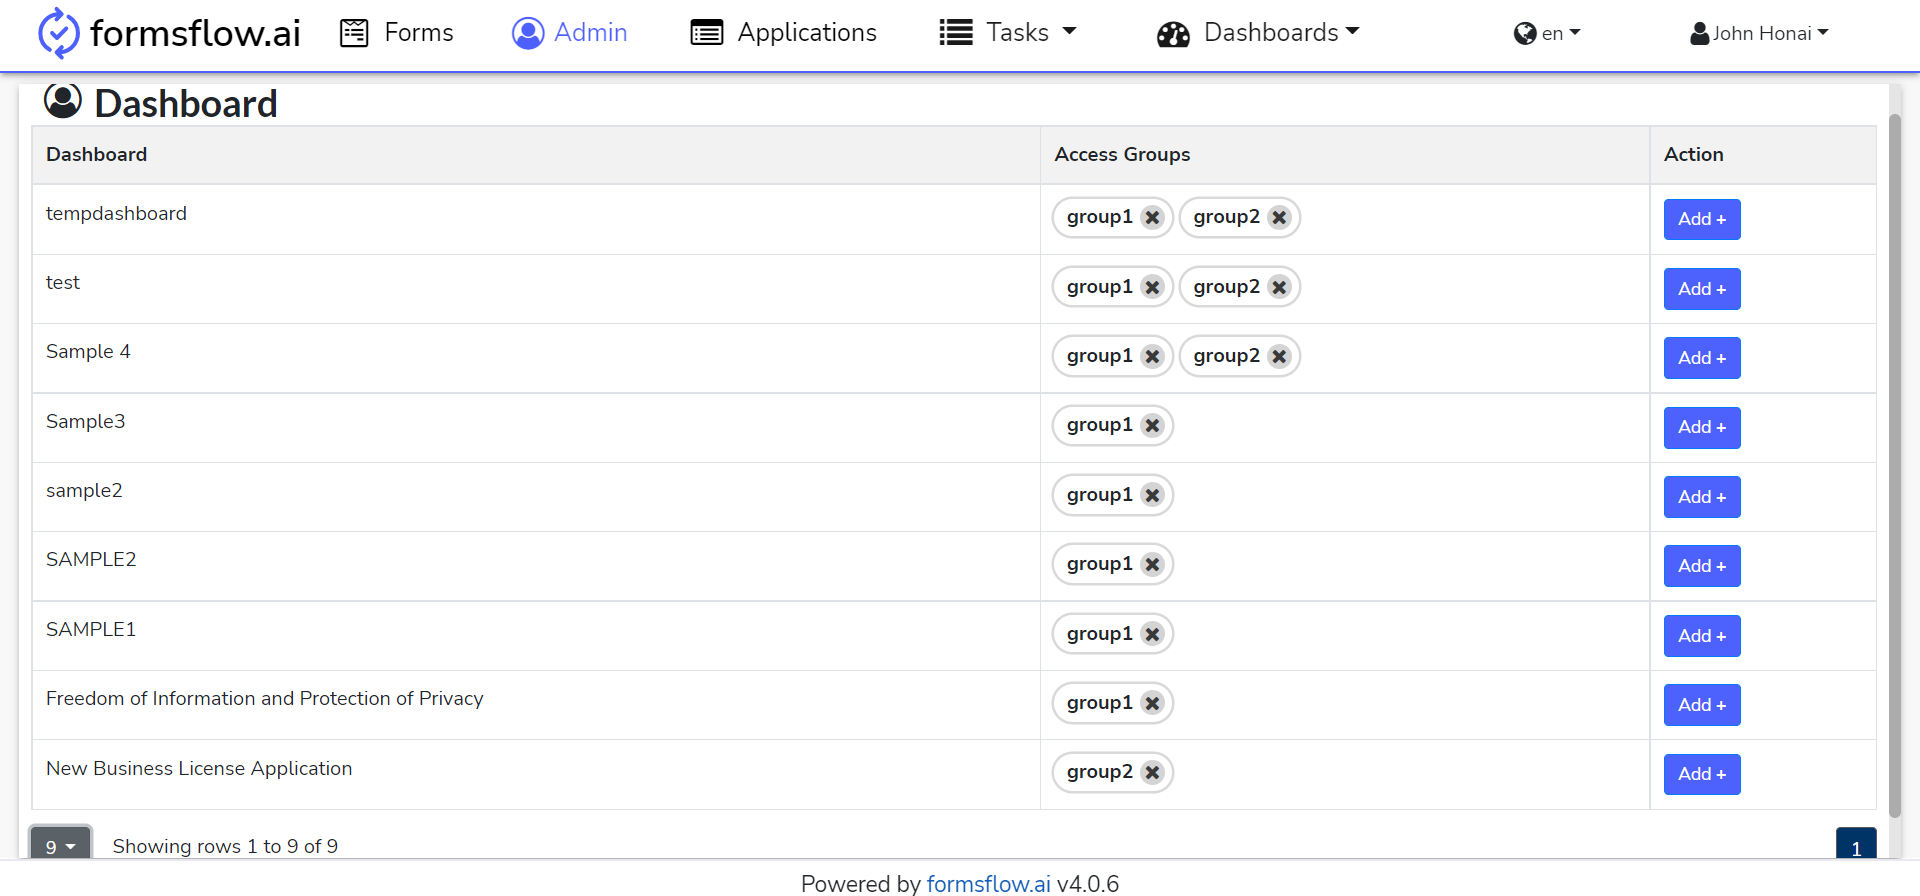 formsflow.ai Forms Admin Applications Tasks Dashboards en John Honai
Dashboard
Dashboard Access Groups Action
tempdashboard group1 group2 Add +
test group1 group2 Add +
Sample 4 group1 group2 Add +
Sample3 group1 Add +
sample2 group1 Add +
SAMPLE2 group1 Add +
SAMPLE1 group1 Add +
Freedom of Information and Protection of Privacy group1 Add +
New Business License Application group2 Add +
9 Showing rows 1 to 9 of 9 1
Powered by formsflow.ai v4.0.6